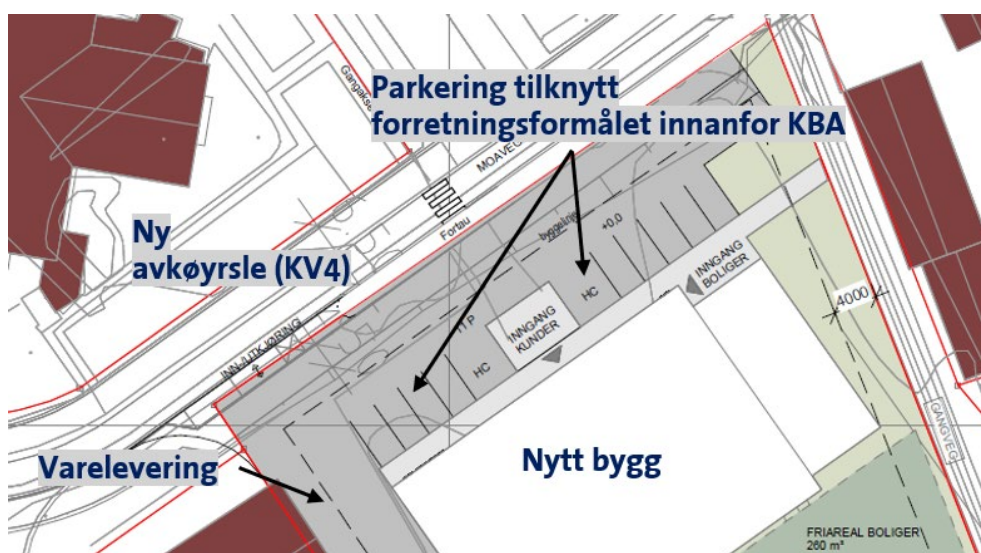 Parkering tilknytt
forretningsformålet innanfor KBA
MOAVEG
Fortau
Ny
avkøyrsle (KV4)
INN-/UTKJØRING
byggelinje
+0,0
HC
INNGANG
BOLIGER
11 P
INNGANG
KUNDER
HC
4000
Varelevering
Nytt bygg
GANGVEG
FRIAREAL BOLIGER
260 m²